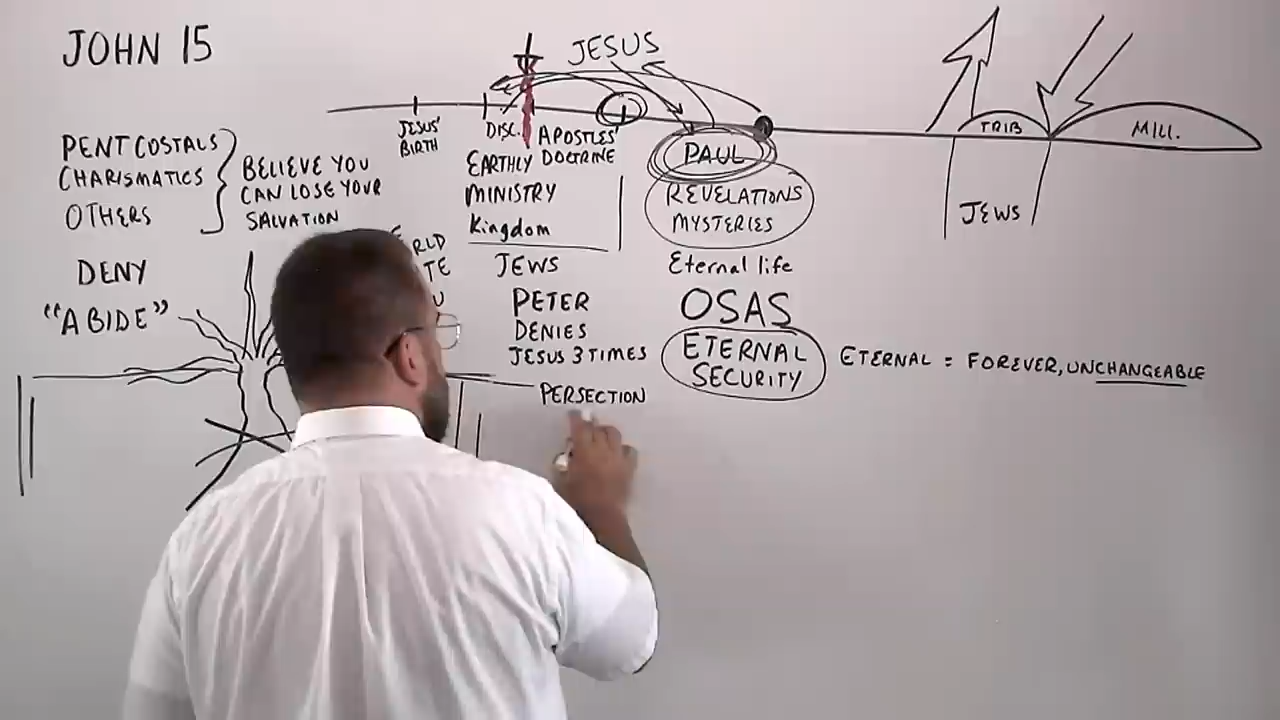 JOHN 15
JESUS
JESUS'
BIRTH
DISC.
APOSTLES'
DOCTRINE
EARTHLY
MINISTRY
Kingdom
JEWS
PETER
DENIES
JESUS 3 TIMES
PERSECTION
PAUL
REVELATIONS
MYSTERIES
Eternal life
OSAS
ETERNAL
SECURITY
ETERNAL = FOREVER, UNCHANGEABLE
TRIB
MILL.
JEWS
PENTCOSTALS
CHARISMATICS
OTHERS
BELIEVE YOU
CAN LOSE YOUR
SALVATION
DENY
"ABIDE"